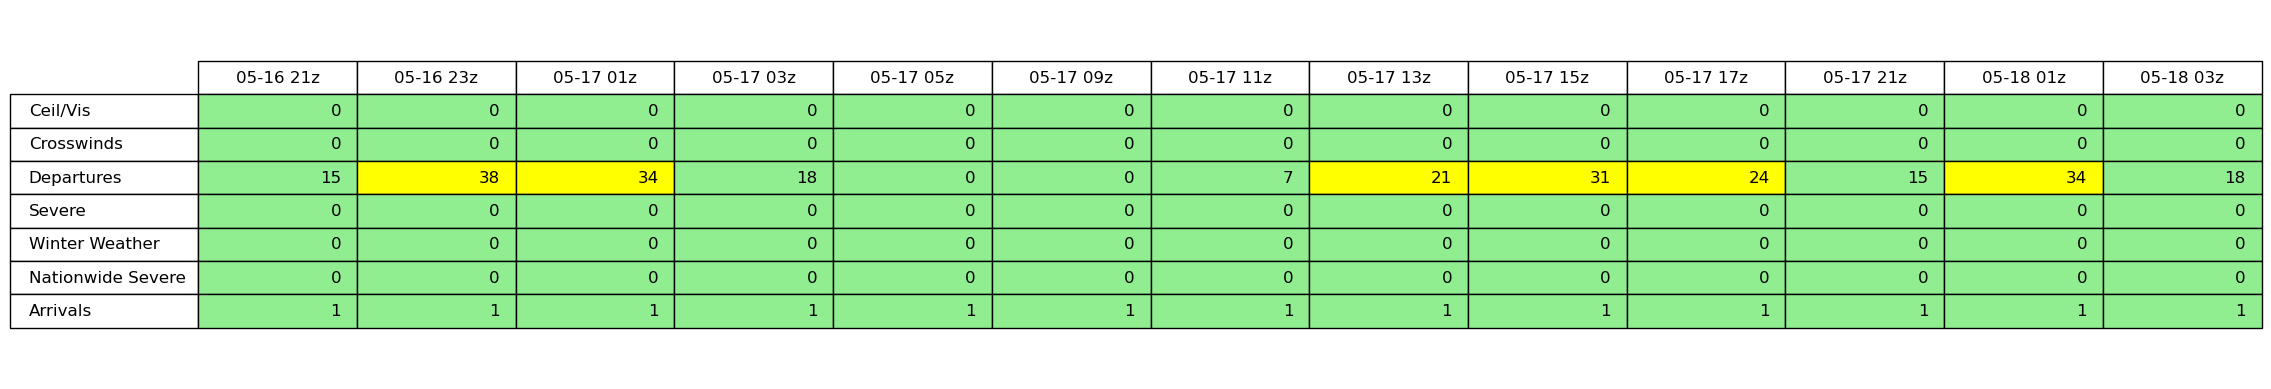 05-16 21z 05-16 23z 05-17 01z 05-17 03z 05-17 05z 05-17 09z 05-17 11z 05-17 13z 05-17 15z 05-17 17z 05-17 21z 05-18 01z 05-18 03z
Ceil/Vis 0 0 0 0 0 0 0 0 0 0 0 0 0
Crosswinds 0 0 0 0 0 0 0 0 0 0 0 0 0
Departures 15 38 34 18 0 0 7 21 31 24 15 34 18
Severe 0 0 0 0 0 0 0 0 0 0 0 0 0
Winter Weather 0 0 0 0 0 0 0 0 0 0 0 0 0
Nationwide Severe 0 0 0 0 0 0 0 0 0 0 0 0 0
Arrivals 1 1 1 1 1 1 1 1 1 1 1 1 1